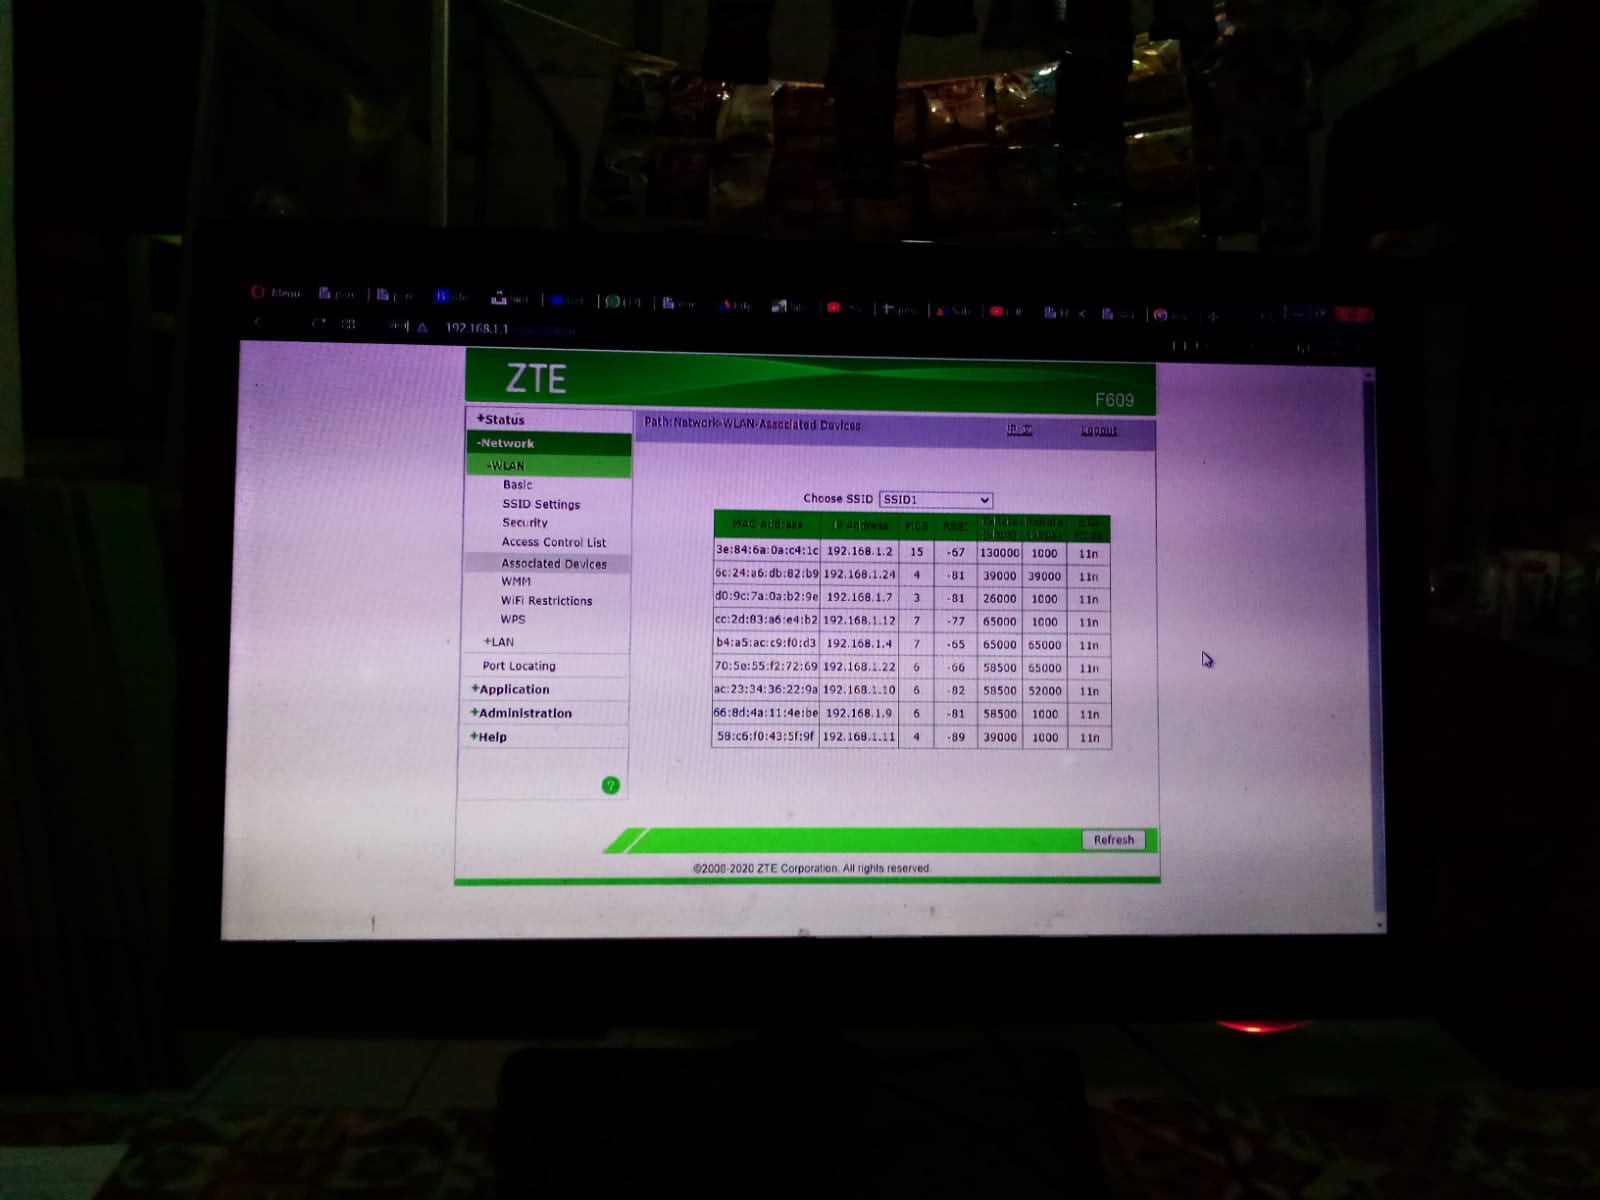 Menu
192.168.1.1
ZTE
F609
+Status
-Network
-WLAN
Basic
SSID Settings
Security
Access Control List
Associated Devices
WMM
WiFi Restrictions
WPS
+LAN
Port Locating
+Application
+Administration
+Help
?
Path:Network-WLAN-Associated Devices
中文
Logout
Choose SSID SSID1
MAC Address IP Address MCS RSSI TxRate (kbps) RxRate (kbps) STA Mode
3e:84:6a:0a:c4:1c 192.168.1.2 15 -67 130000 1000 11n
6c:24:a6:db:82:b9 192.168.1.24 4 -81 39000 39000 11n
d0:9c:7a:0a:b2:9e 192.168.1.7 3 -81 26000 1000 11n
cc:2d:83:a6:e4:b2 192.168.1.12 7 -77 65000 1000 11n
b4:a5:ac:c9:f0:d3 192.168.1.4 7 -65 65000 65000 11n
70:5e:55:f2:72:69 192.168.1.22 6 -66 58500 65000 11n
ac:23:34:36:22:9a 192.168.1.10 6 -82 58500 52000 11n
66:8d:4a:11:4e:be 192.168.1.9 6 -81 58500 1000 11n
58:c6:f0:43:5f:9f 192.168.1.11 4 -89 39000 1000 11n
Refresh
©2008-2020 ZTE Corporation. All rights reserved.